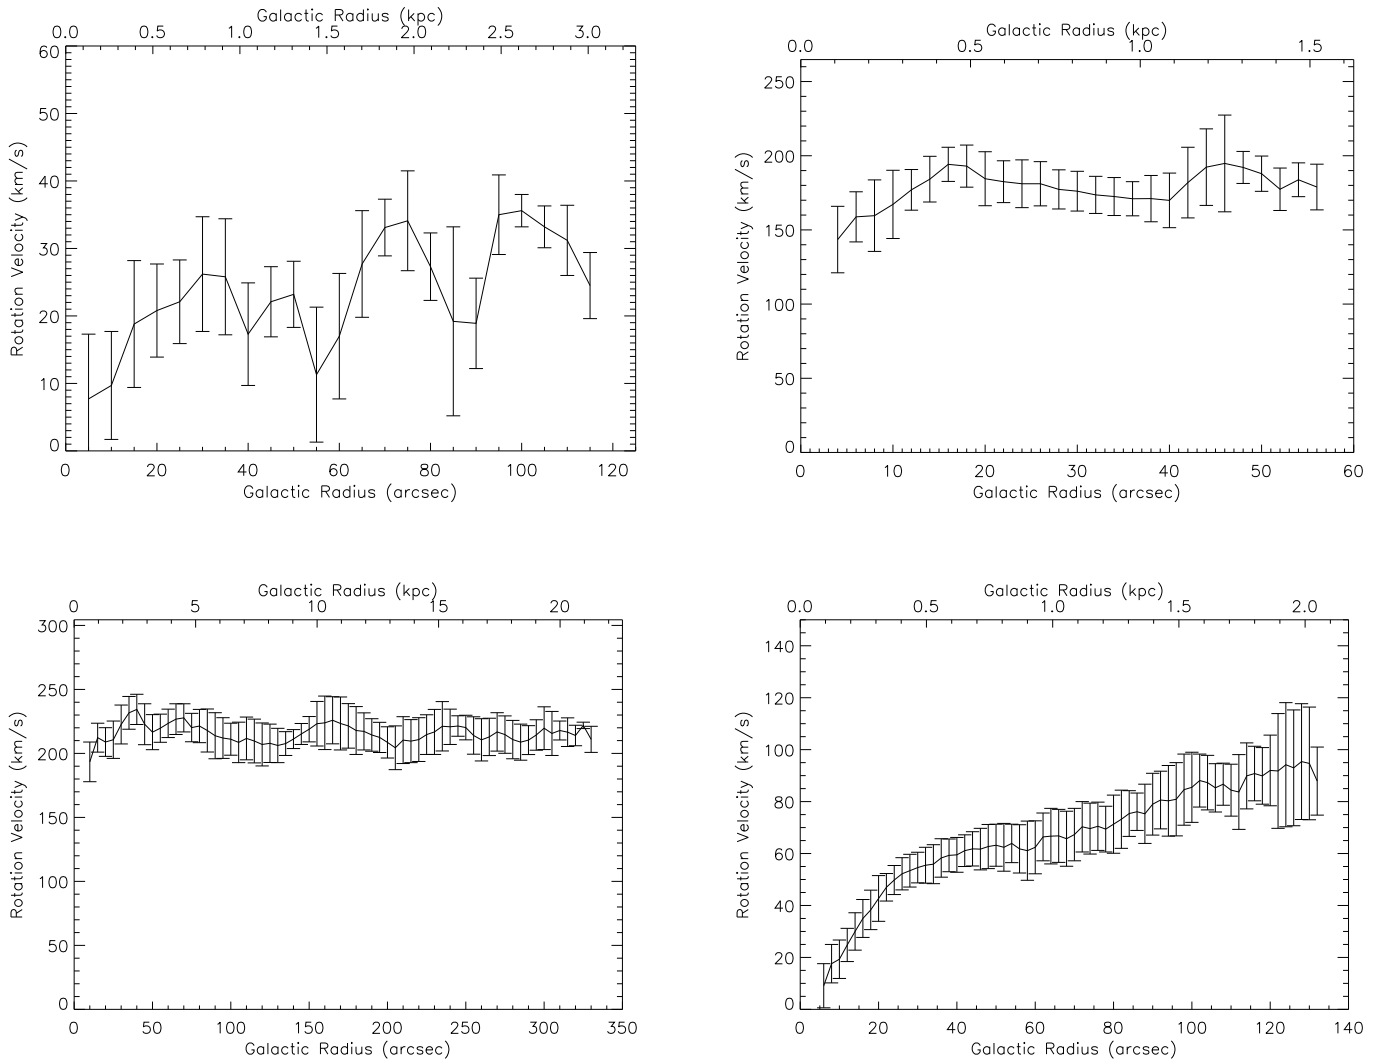 Galactic Radius (kpc)
0.0 0.5 1.0 1.5 2.0 2.5 3.0
60
50
40
30
20
10
0
Rotation Velocity (km/s)
0 20 40 60 80 100 120
Galactic Radius (arcsec)
Galactic Radius (kpc)
0.0 0.5 1.0 1.5
250
200
150
100
50
0
Rotation Velocity (km/s)
0 10 20 30 40 50 60
Galactic Radius (arcsec)
Galactic Radius (kpc)
0 5 10 15 20
300
250
200
150
100
50
0
Rotation Velocity (km/s)
0 50 100 150 200 250 300 350
Galactic Radius (arcsec)
Galactic Radius (kpc)
0.0 0.5 1.0 1.5 2.0
140
120
100
80
60
40
20
0
Rotation Velocity (km/s)
0 20 40 60 80 100 120 140
Galactic Radius (arcsec)